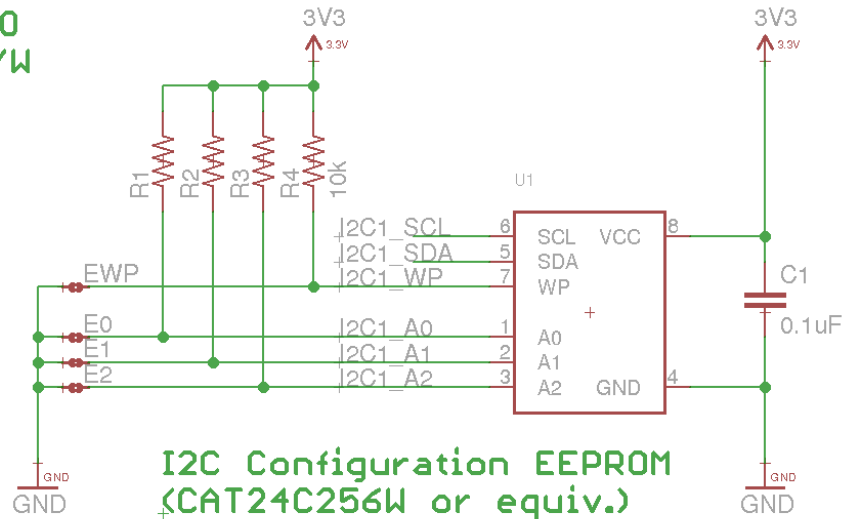 0
/W
3V3
3.3V
3V3
3.3V
R1
R2
R3
R4
10k
U1
I2C1_SCL
6
SCL
VCC
8
I2C1_SDA
5
SDA
EWP
I2C1_WP
7
WP
C1
0.1uF
E0
I2C1_A0
1
A0
E1
I2C1_A1
2
A1
E2
I2C1_A2
3
A2
GND
4
GND
GND
GND
GND
I2C Configuration EEPROM
(CAT24C256W or equiv.)